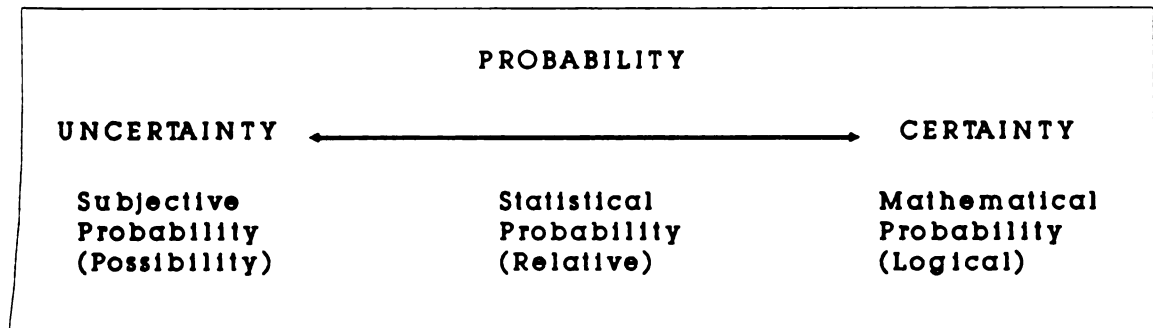 PROBABILITY
UNCERTAINTY CERTAINTY
Subjective Statistical Mathematical
Probability Probability Probability
(Possibility) (Relative) (Logical)